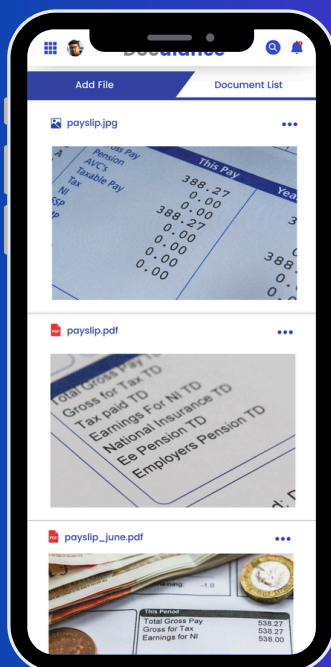 Add File
Document List
payslip.jpg
Gross Pay
Pension
AVC's
Taxable Pay
Tax
NI
This Pay
388.27
0.00
0.00
388.27
0.00
0.00
0.00
0.00
payslip.pdf
Total Gross Pay TD
Gross for Tax TD
Tax paid TD
Earnings For NI TD
National Insurance TD
Ee Pension TD
Employers Pension TD
payslip_june.pdf
This Period
Total Gross Pay 538.27
Gross for Tax 538.27
Earnings for NI 538.00